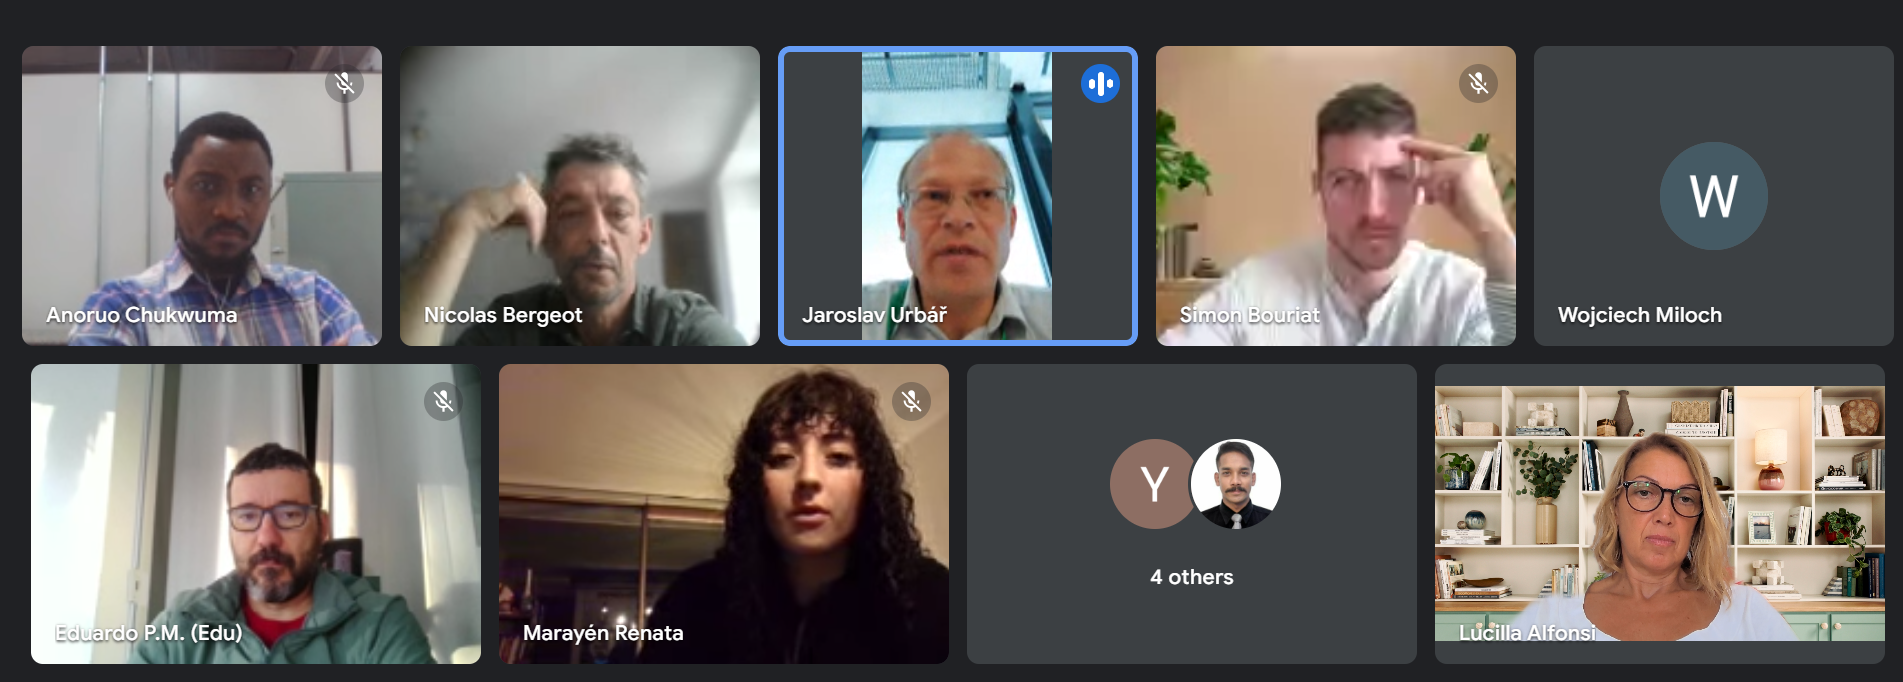 Anoruo Chukwuma
Nicolas Bergeot
Jaroslav Urbář
Simon Bouriat
W
Wojciech Miloch
Eduardo P.M. (Edu)
Marayén Renata
Y
4 others
Lucilla Alfonsi